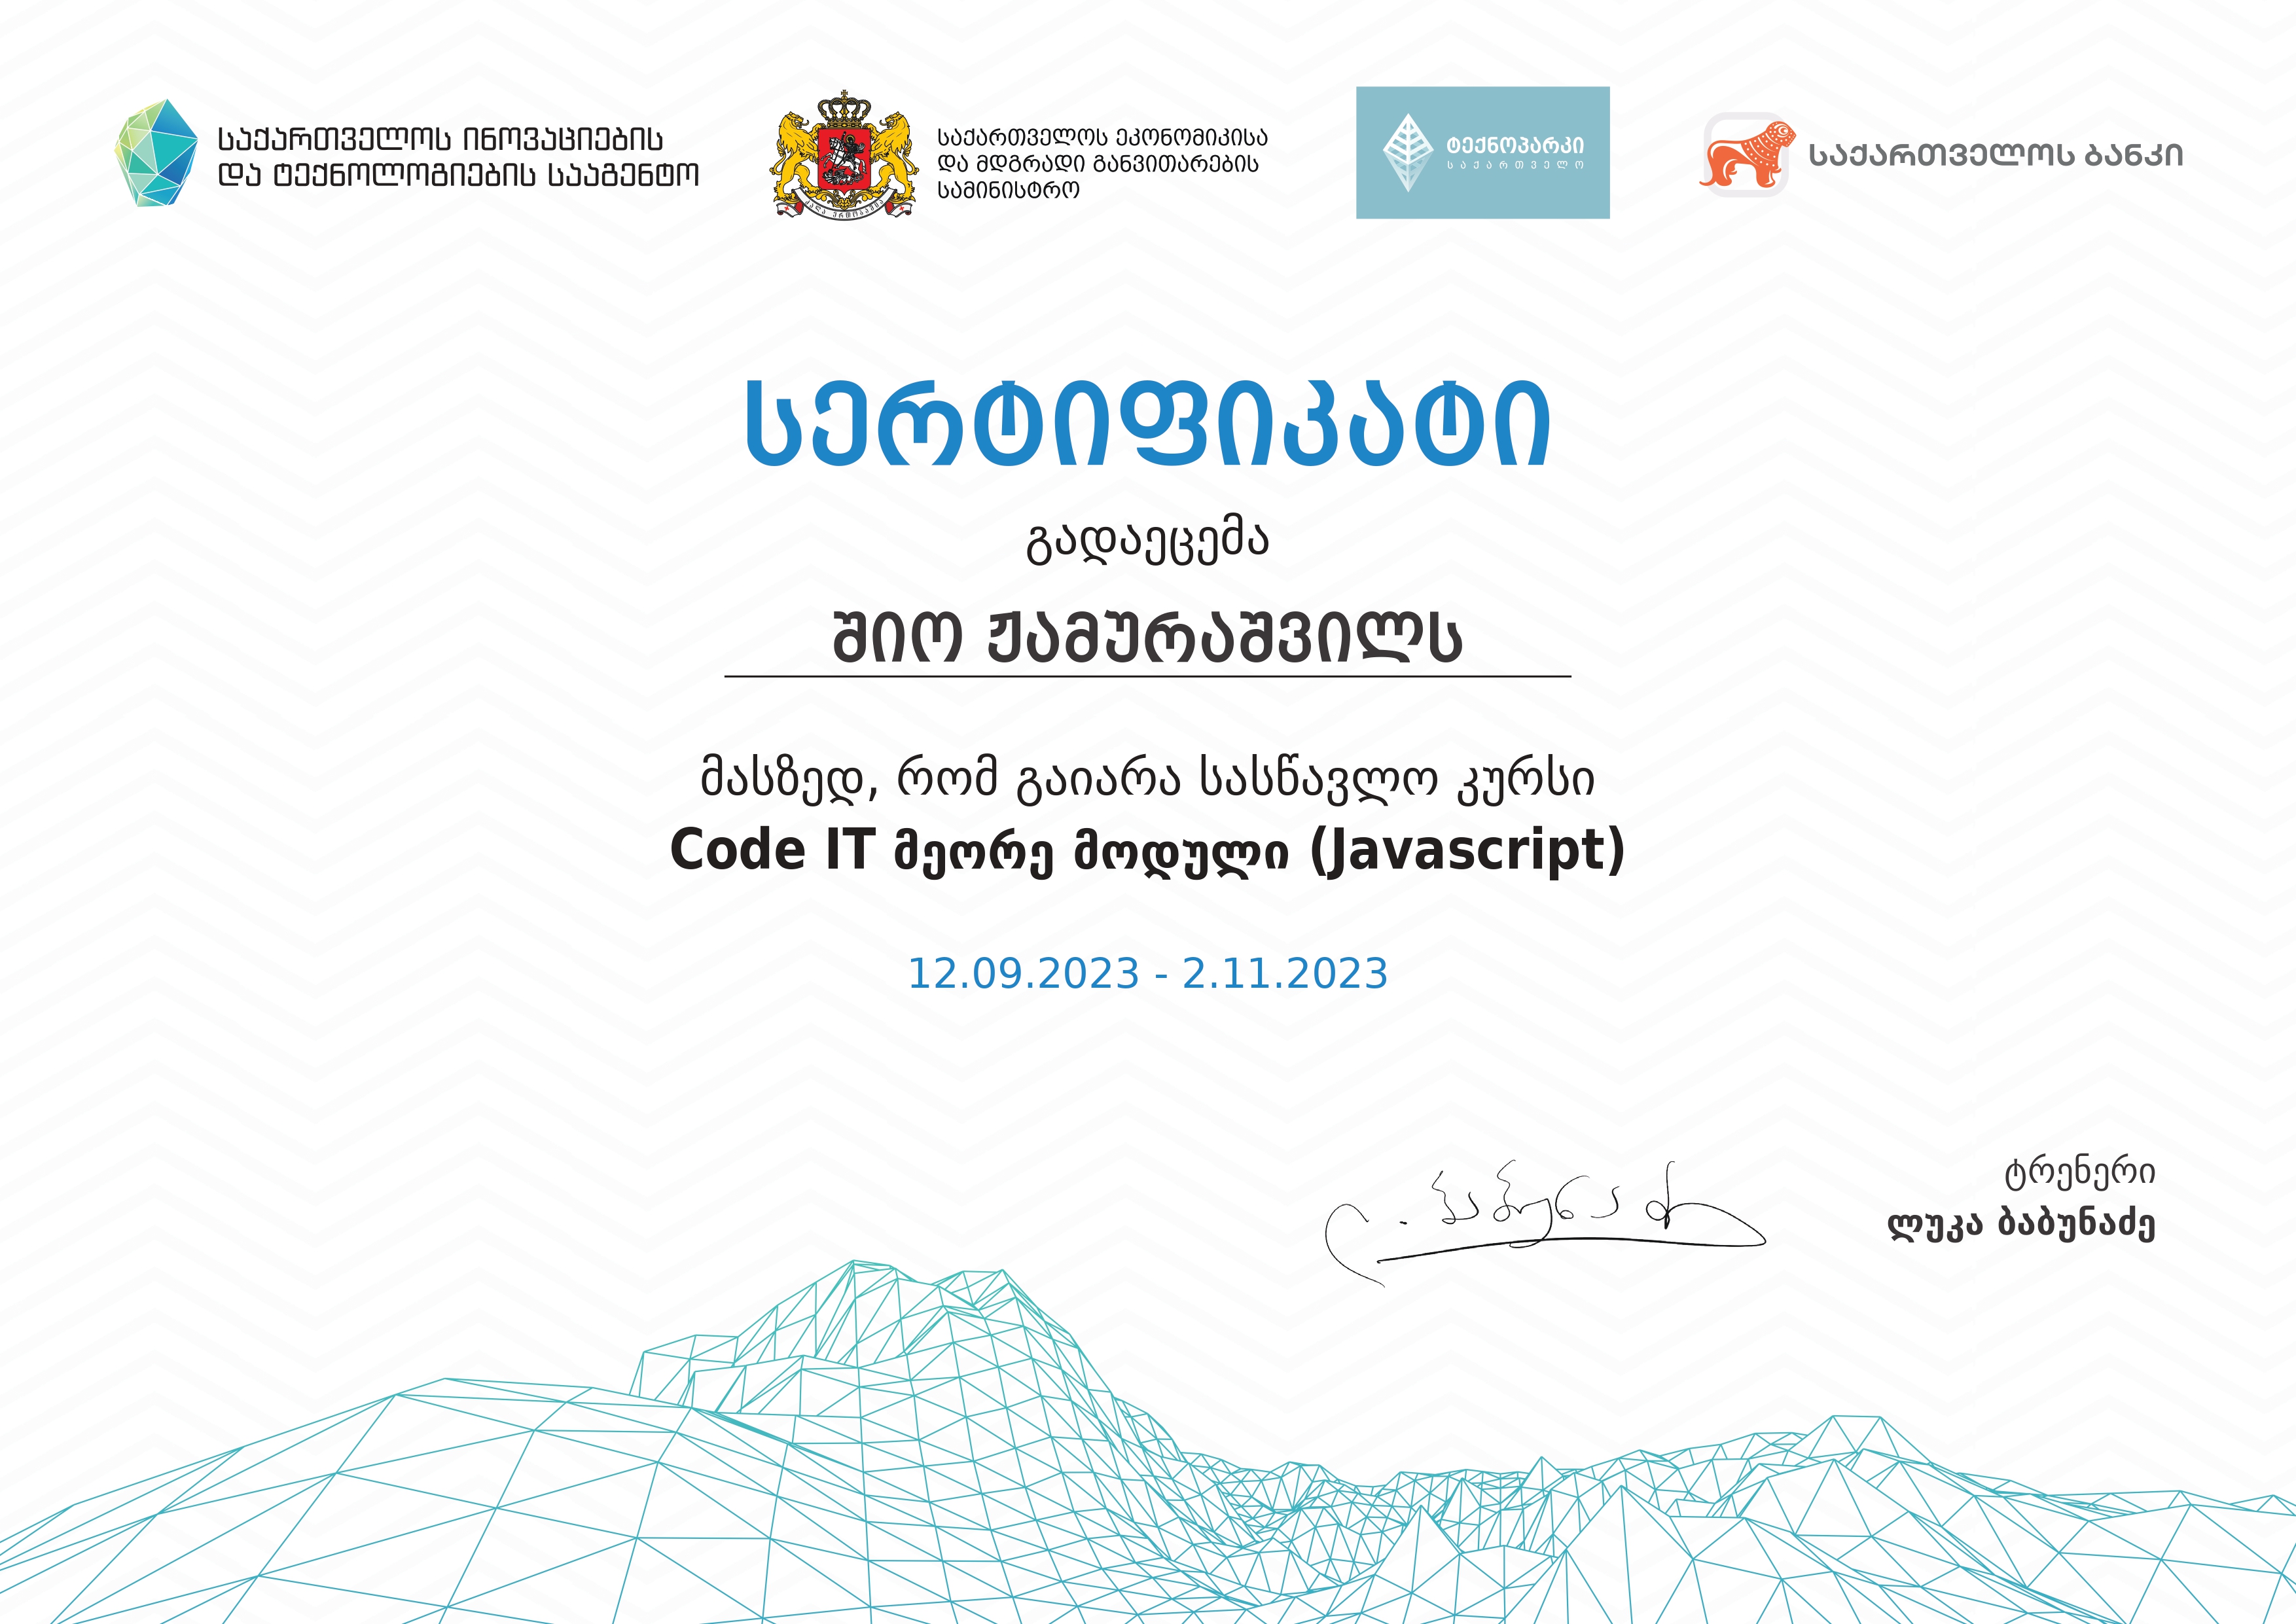 საქართველოს ინოვაციების
და ტექნოლოგიების სააგენტო
საქართველოს ეკონომიკისა
და მდგრადი განვითარების
სამინისტრო
ტექნოპარკი
საქართველო
საქართველოს ბანკი
სერტიფიკატი
გადაეცემა
შიო ჟამურაშვილს
მასზედ, რომ გაიარა სასწავლო კურსი
Code IT მეორე მოდული (Javascript)
12.09.2023 - 2.11.2023
ტრენერი
ლუკა ბაბუნაძე